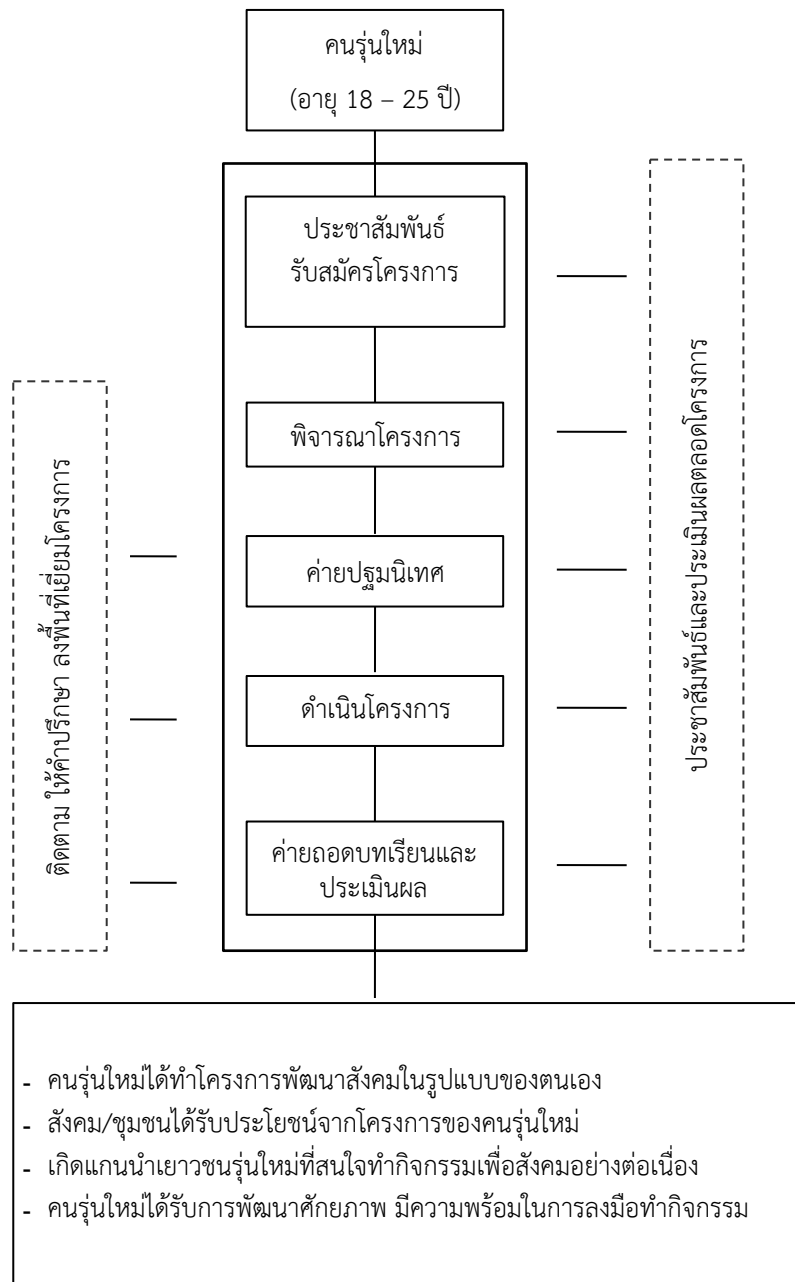 คนรุ่นใหม่
(อายุ 18 – 25 ปี)
ประชาสัมพันธ์
รับสมัครโครงการ
พิจารณาโครงการ
ค่ายปฐมนิเทศ
ดำเนินโครงการ
ค่ายถอดบทเรียนและ
ประเมินผล
ติดตาม ให้คำปรึกษา ลงพื้นที่เยี่ยมโครงการ
ประชาสัมพันธ์และประเมินผลตลอดโครงการ
- คนรุ่นใหม่ได้ทำโครงการพัฒนาสังคมในรูปแบบของตนเอง
- สังคม/ชุมชนได้รับประโยชน์จากโครงการของคนรุ่นใหม่
- เกิดแกนนำเยาวชนรุ่นใหม่ที่สนใจทำกิจกรรมเพื่อสังคมอย่างต่อเนื่อง
- คนรุ่นใหม่ได้รับการพัฒนาศักยภาพ มีความพร้อมในการลงมือทำกิจกรรม